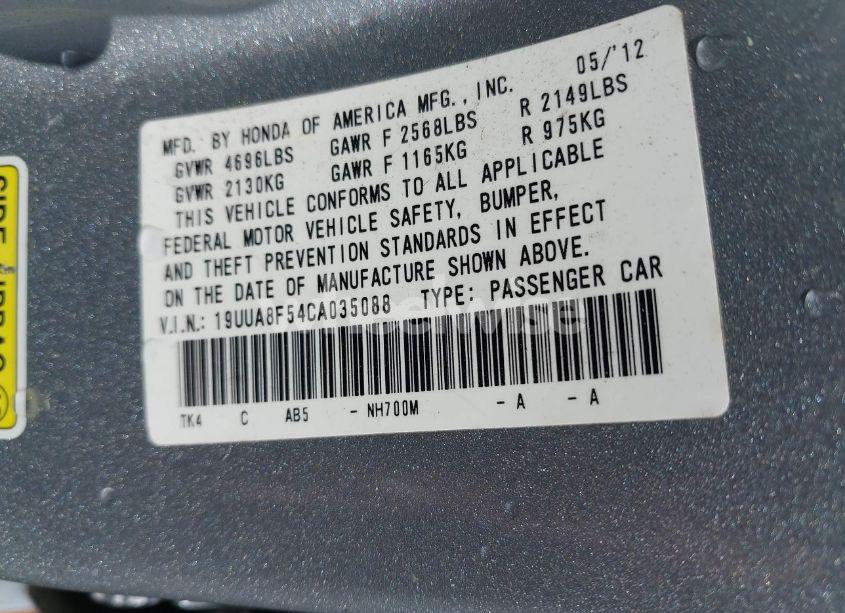 05/'12
MFD. BY HONDA OF AMERICA MFG., INC.
GVWR 4696LBS GAWR F 2568LBS R 2149LBS
GVWR 2130KG GAWR F 1165KG R 975KG
THIS VEHICLE CONFORMS TO ALL APPLICABLE
FEDERAL MOTOR VEHICLE SAFETY, BUMPER,
AND THEFT PREVENTION STANDARDS IN EFFECT
ON THE DATE OF MANUFACTURE SHOWN ABOVE.
V.I.N.: 19UUA8F54CA035088 TYPE: PASSENGER CAR
TK4 C AB5 - NH700M - A - A
SIDE